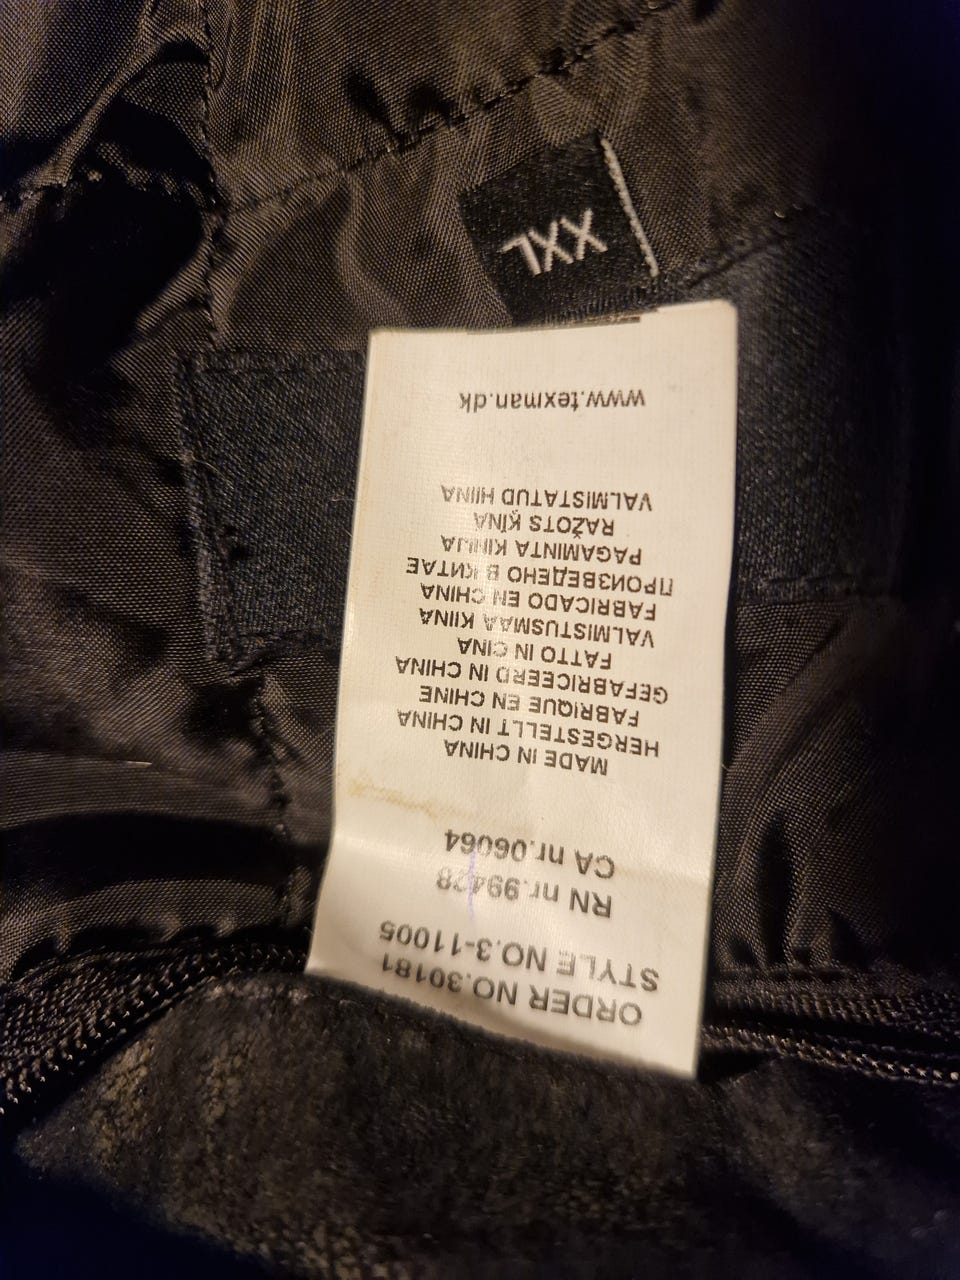 ORDER NO.30181
STYLE NO.3-11005
RN nr.99428
CA nr.06064
MADE IN CHINA
HERGESTELLT IN CHINA
FABRIQUE EN CHINE
GEFABRICEERD IN CHINA
FATTO IN CINA
VALMISTUSMAA KIINA
FABRICADO EN CHINA
ПРОИЗВЕДЕНО В КИТАЕ
PAGAMINTA KINIJA
RAŽOTS ĶĪNĀ
VALMISTATUD HIINA
www.texman.dk
XXL